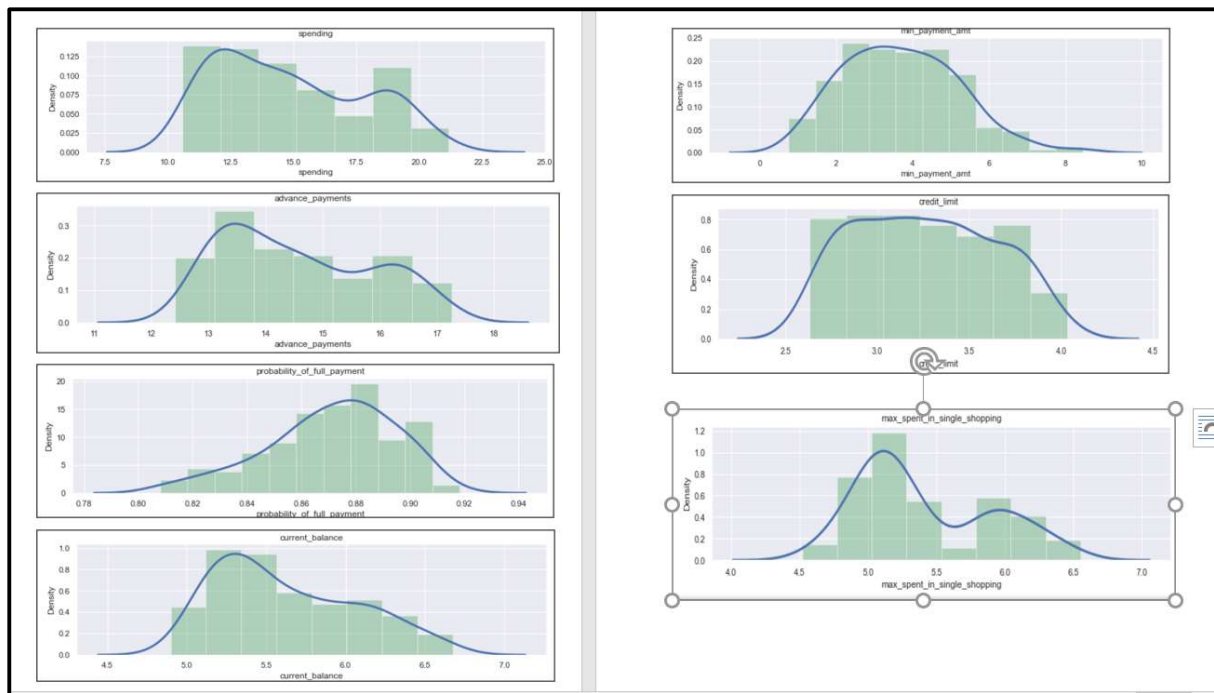 spending
0.125
0.100
0.075
0.050
0.025
0.000
Density
7.5 10.0 12.5 15.0 17.5 20.0 22.5 25.0
spending
advance_payments
0.3
0.2
0.1
0.0
Density
11 12 13 14 15 16 17 18
advance_payments
probability_of_full_payment
20
15
10
5
0
Density
0.78 0.80 0.82 0.84 0.86 0.88 0.90 0.92 0.94
probability_of_full_payment
current_balance
1.0
0.8
0.6
0.4
0.2
0.0
Density
4.5 5.0 5.5 6.0 6.5 7.0
current_balance
min_payment_amt
0.25
0.20
0.15
0.10
0.05
0.00
Density
0 2 4 6 8 10
min_payment_amt
credit_limit
0.8
0.6
0.4
0.2
0.0
Density
2.5 3.0 3.5 4.0 4.5
max_spent_in_single_shopping
1.2
1.0
0.8
0.6
0.4
0.2
0.0
Density
4.0 4.5 5.0 5.5 6.0 6.5 7.0
max_spent_in_single_shopping